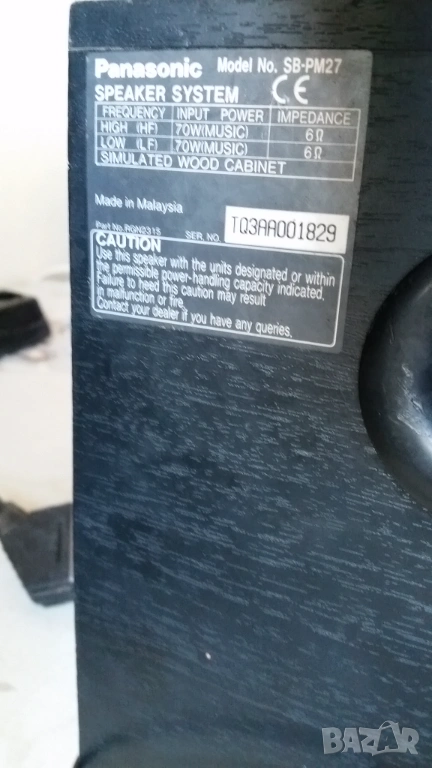 Panasonic Model No. SB-PM27
SPEAKER SYSTEM CE
FREQUENCY INPUT POWER IMPEDANCE
HIGH (HF) 70W(MUSIC) 6Ω
LOW (LF) 70W(MUSIC) 6Ω
SIMULATED WOOD CABINET
Made in Malaysia
Part No.RGN2315 SER. NO. TQ3AA001829
CAUTION
Use this speaker with the units designated or within
the permissible power-handling capacity indicated.
Failure to heed this caution may result
in malfunction or fire.
Contact your dealer if you have any queries.
BAZAR